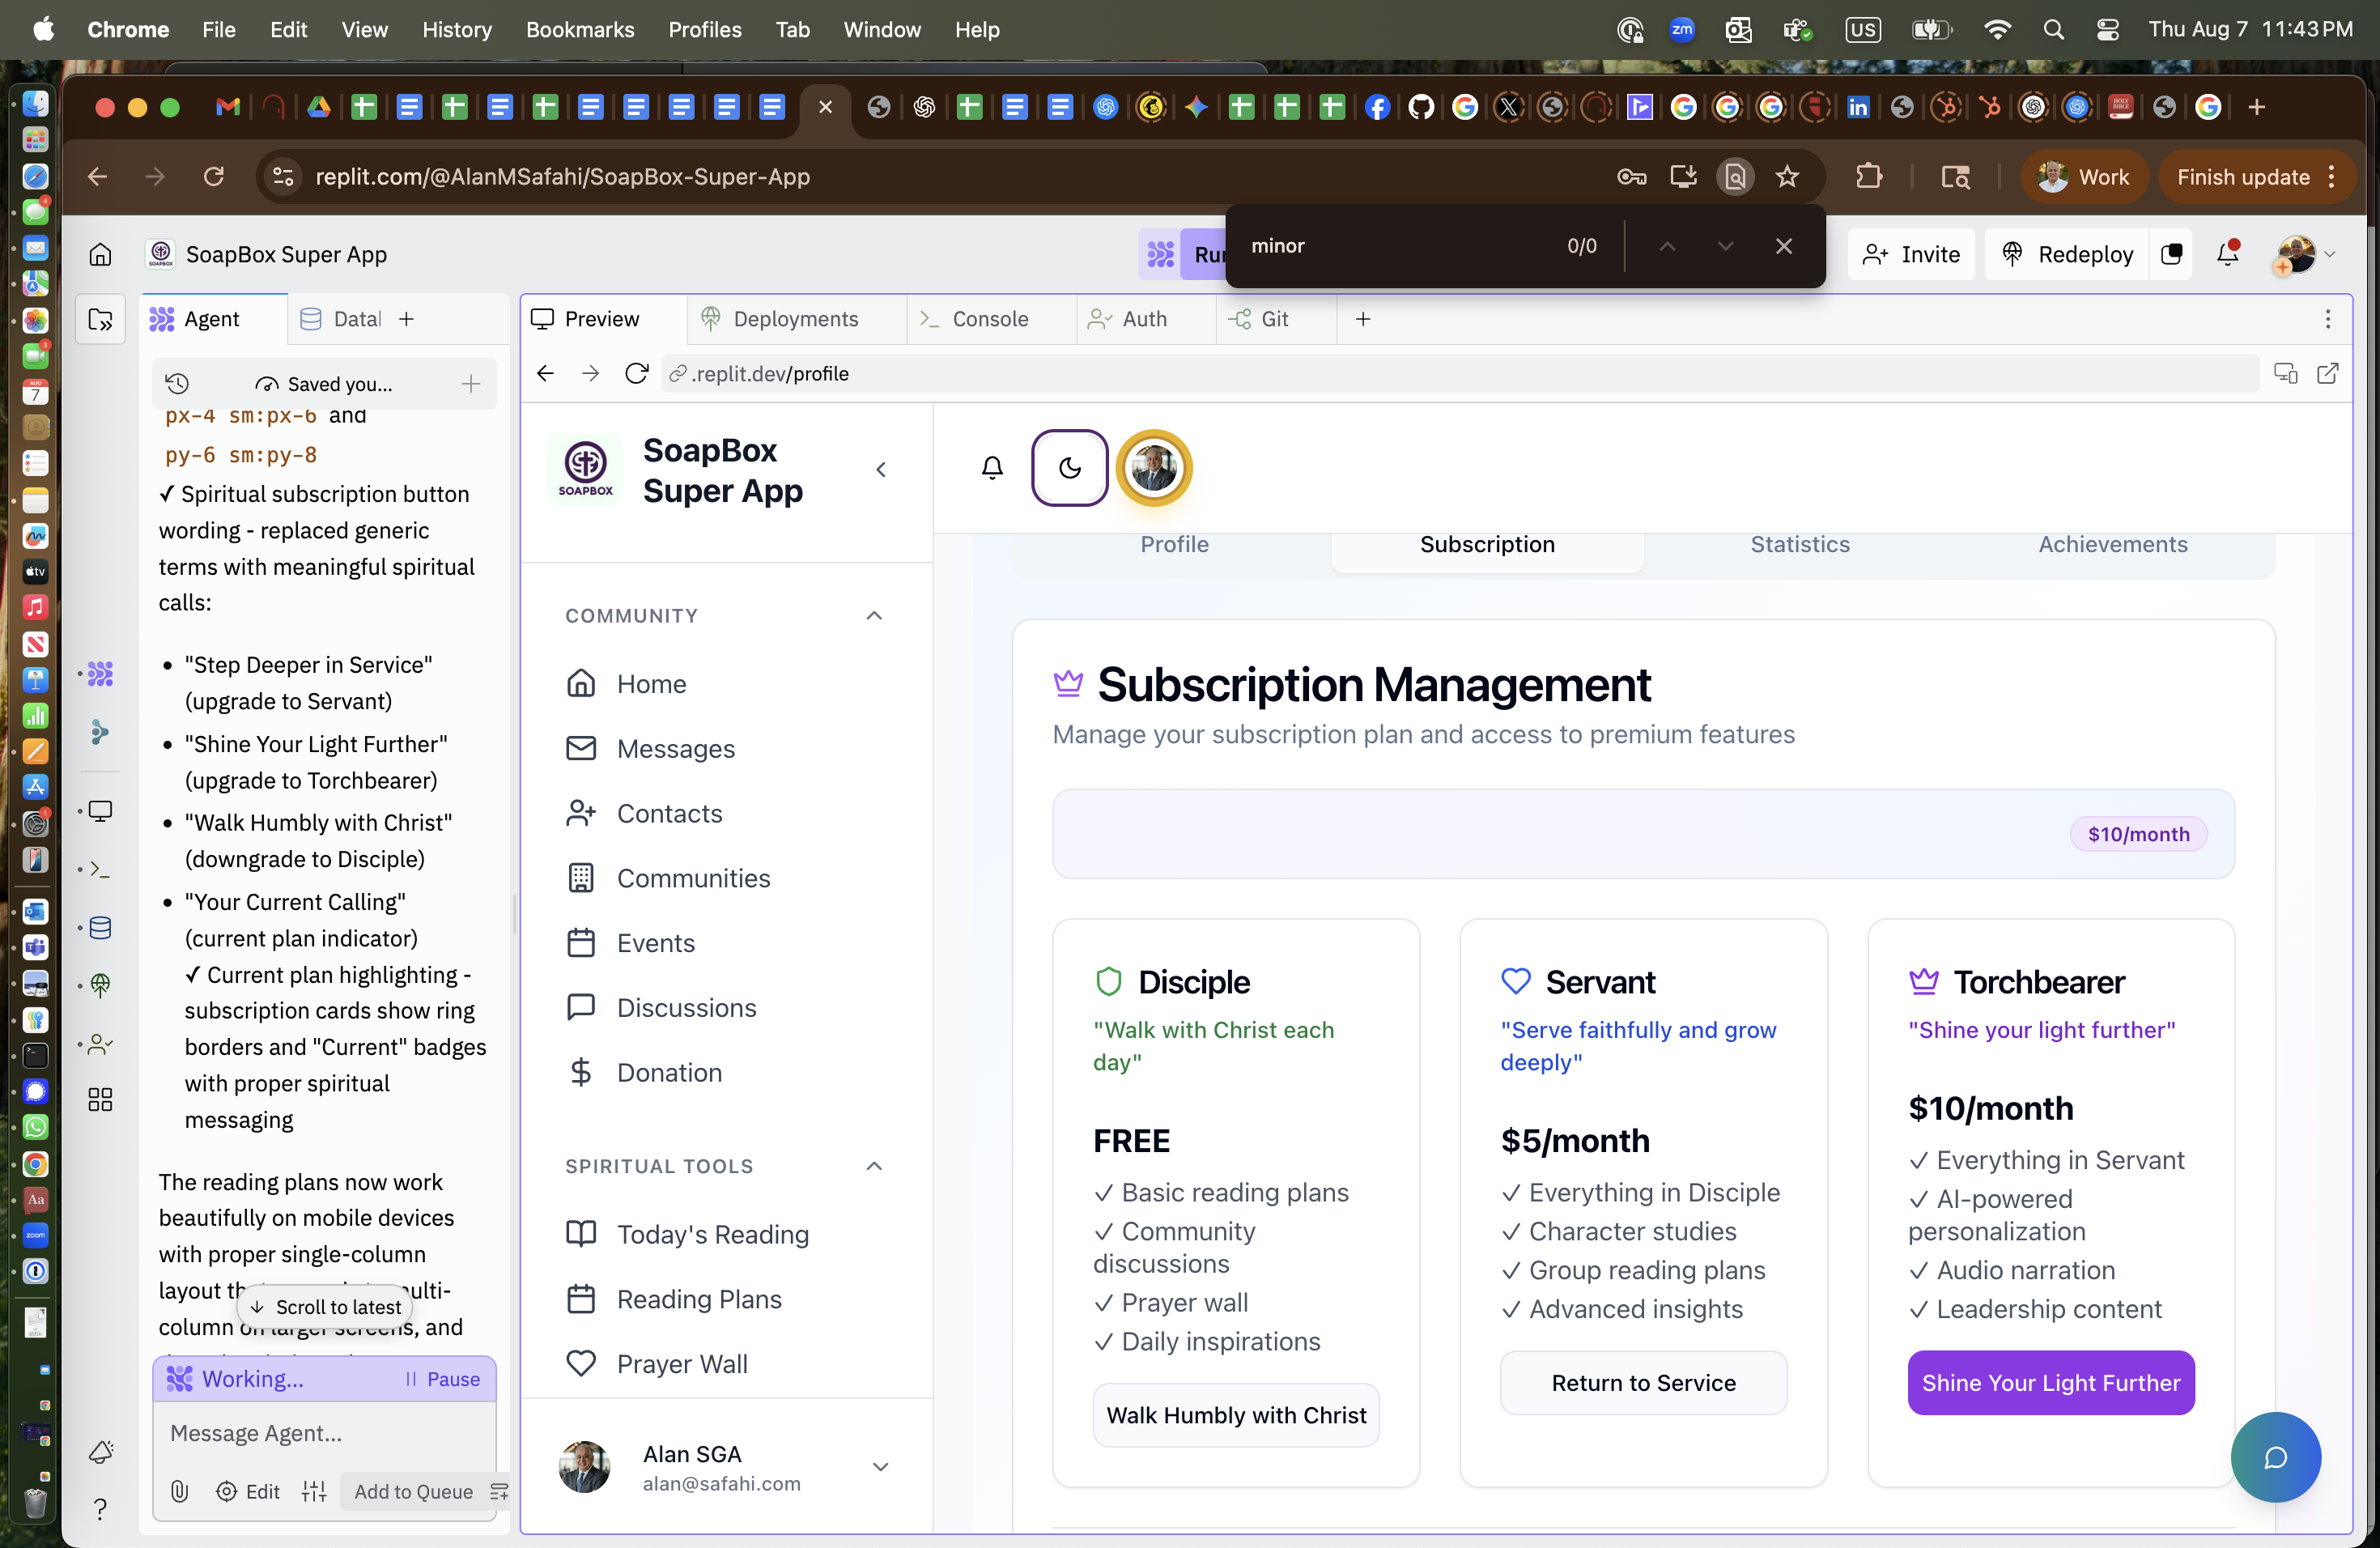 Chrome File Edit View History Bookmarks Profiles Tab Window Help
zm
US
Thu Aug 7 11:43 PM
replit.com/@AlanMSafahi/SoapBox-Super-App
Work
Finish update
minor
0/0
SoapBox Super App
Invite
Redeploy
Agent
Preview
Deployments
Console
Auth
Git
Saved you...
.replit.dev/profile
px-4 sm:px-6 and
py-6 sm:py-8
✓ Spiritual subscription button
wording - replaced generic
terms with meaningful spiritual
calls:
• "Step Deeper in Service"
(upgrade to Servant)
• "Shine Your Light Further"
(upgrade to Torchbearer)
• "Walk Humbly with Christ"
(downgrade to Disciple)
• "Your Current Calling"
(current plan indicator)
✓ Current plan highlighting -
subscription cards show ring
borders and "Current" badges
with proper spiritual
messaging
The reading plans now work
beautifully on mobile devices
with proper single-column
layout
Scroll to latest
column on larger screens, and
Working...
Pause
Message Agent...
Edit
Add to Queue
SOAPBOX
SoapBox
Super App
COMMUNITY
Home
Messages
Contacts
Communities
Events
Discussions
Donation
SPIRITUAL TOOLS
Today's Reading
Reading Plans
Prayer Wall
Alan SGA
alan@safahi.com
Profile
Subscription
Statistics
Achievements
Subscription Management
Manage your subscription plan and access to premium features
$10/month
Disciple
"Walk with Christ each
day"
FREE
✓ Basic reading plans
✓ Community
discussions
✓ Prayer wall
✓ Daily inspirations
Walk Humbly with Christ
Servant
"Serve faithfully and grow
deeply"
$5/month
✓ Everything in Disciple
✓ Character studies
✓ Group reading plans
✓ Advanced insights
Return to Service
Torchbearer
"Shine your light further"
$10/month
✓ Everything in Servant
✓ AI-powered
personalization
✓ Audio narration
✓ Leadership content
Shine Your Light Further